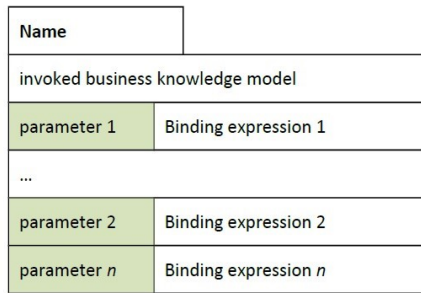 Name
invoked business knowledge model
parameter 1 Binding expression 1
...
parameter 2 Binding expression 2
parameter n Binding expression n